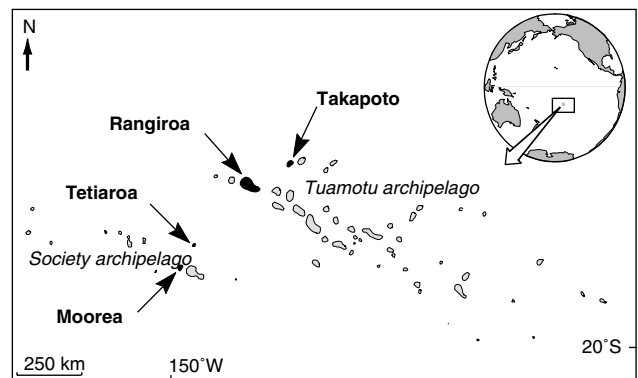 N
Takapoto
Rangiroa
Tuamotu archipelago
Tetiaroa
Society archipelago
Moorea
20°S
250 km
150°W